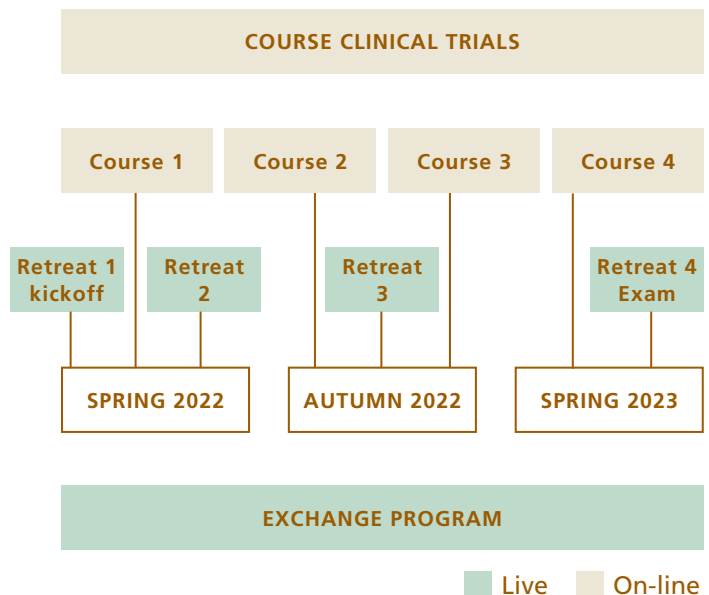 COURSE CLINICAL TRIALS
Course 1
Course 2
Course 3
Course 4
Retreat 1
kickoff
Retreat
2
Retreat
3
Retreat 4
Exam
SPRING 2022
AUTUMN 2022
SPRING 2023
EXCHANGE PROGRAM
Live
On-line